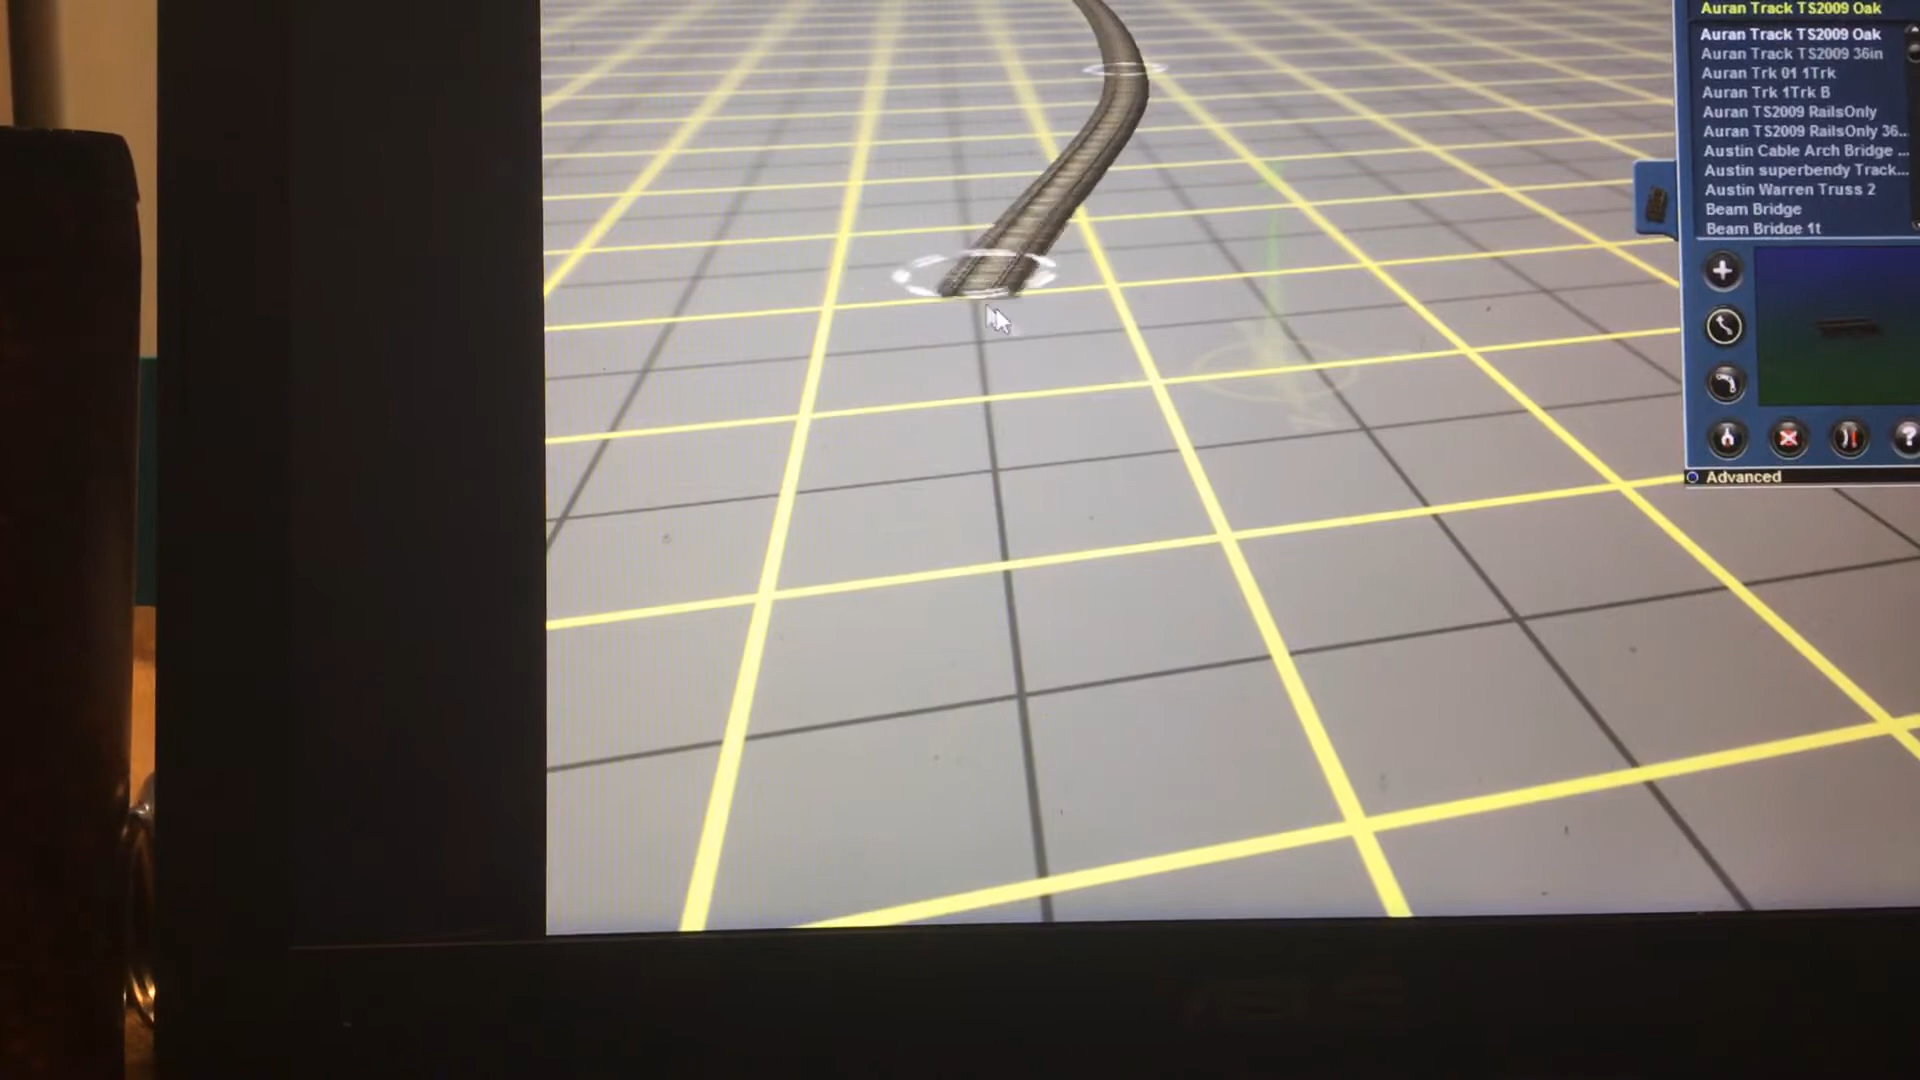 Auran Track TS2009 Oak
Auran Track TS2009 Oak
Auran Track TS2009 36in
Auran Trk 01 1Trk
Auran Trk 1Trk B
Auran TS2009 RailsOnly
Auran TS2009 RailsOnly 36...
Austin Cable Arch Bridge ...
Austin superbendy Track...
Austin Warren Truss 2
Beam Bridge
Beam Bridge 1t
?
Advanced